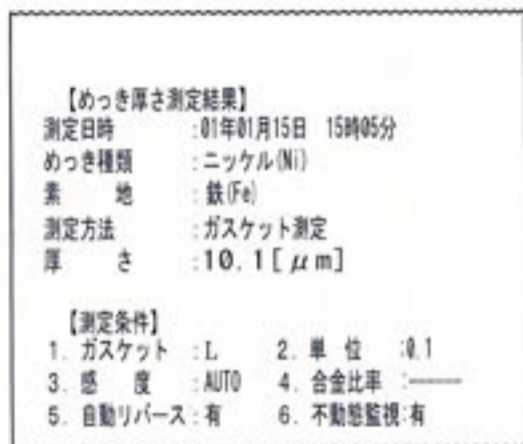 【めっき厚さ測定結果】
測定日時 :01年01月15日 15時05分
めっき種類 :ニッケル(Ni)
素 地 :鉄(Fe)
測定方法 :ガスケット測定
厚 さ :10.1[μm]
【測定条件】
1. ガスケット :L 2. 単 位 :0.1
3. 感 度 :AUTO 4. 合金比率 :------
5. 自動リバース:有 6. 不動態監視:有